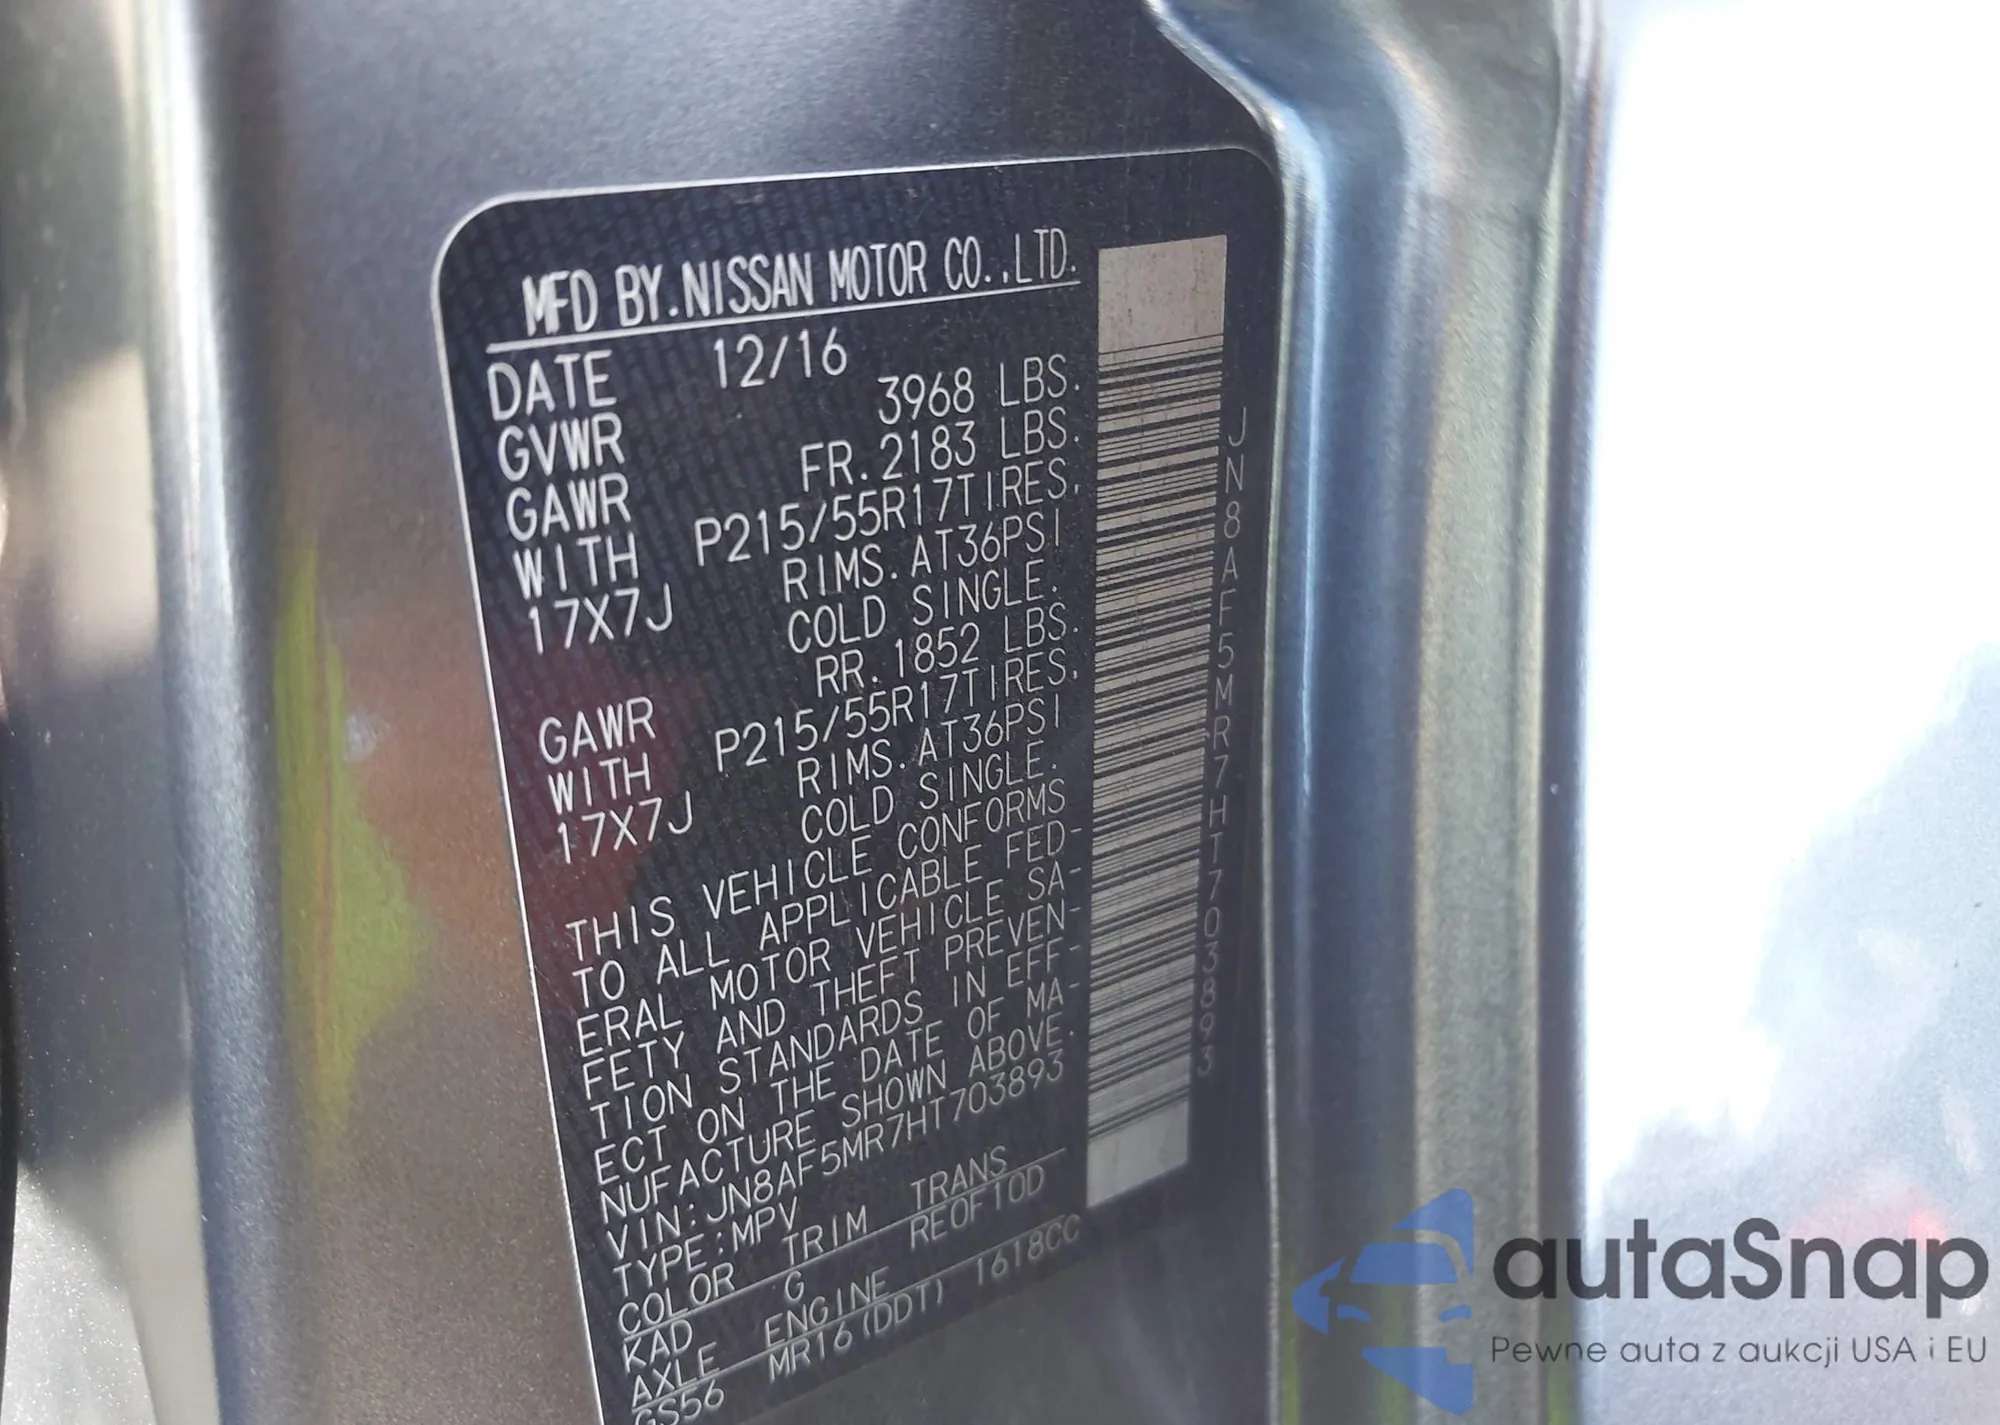 MFD BY.NISSAN MOTOR CO.,LTD.
DATE 12/16
GVWR 3968 LBS.
GAWR FR.2183 LBS.
WITH P215/55R17TIRES,
17X7J RIMS.AT36PSI
COLD SINGLE.
GAWR RR.1852 LBS.
WITH P215/55R17TIRES,
17X7J RIMS.AT36PSI
COLD SINGLE.
THIS VEHICLE CONFORMS
TO ALL APPLICABLE FED-
ERAL MOTOR VEHICLE SA-
FETY AND THEFT PREVEN-
TION STANDARDS IN EFF-
ECT ON THE DATE OF MA-
NUFACTURE SHOWN ABOVE.
VIN:JN8AF5MR7HT703893
TYPE:MPV
COLOR TRIM TRANS
KAD G RE0F10D
AXLE ENGINE
GS56 MR16(DDT) 1618CC
JN8AF5MR7HT703893
autaSnap
Pewne auta z aukcji USA i EU